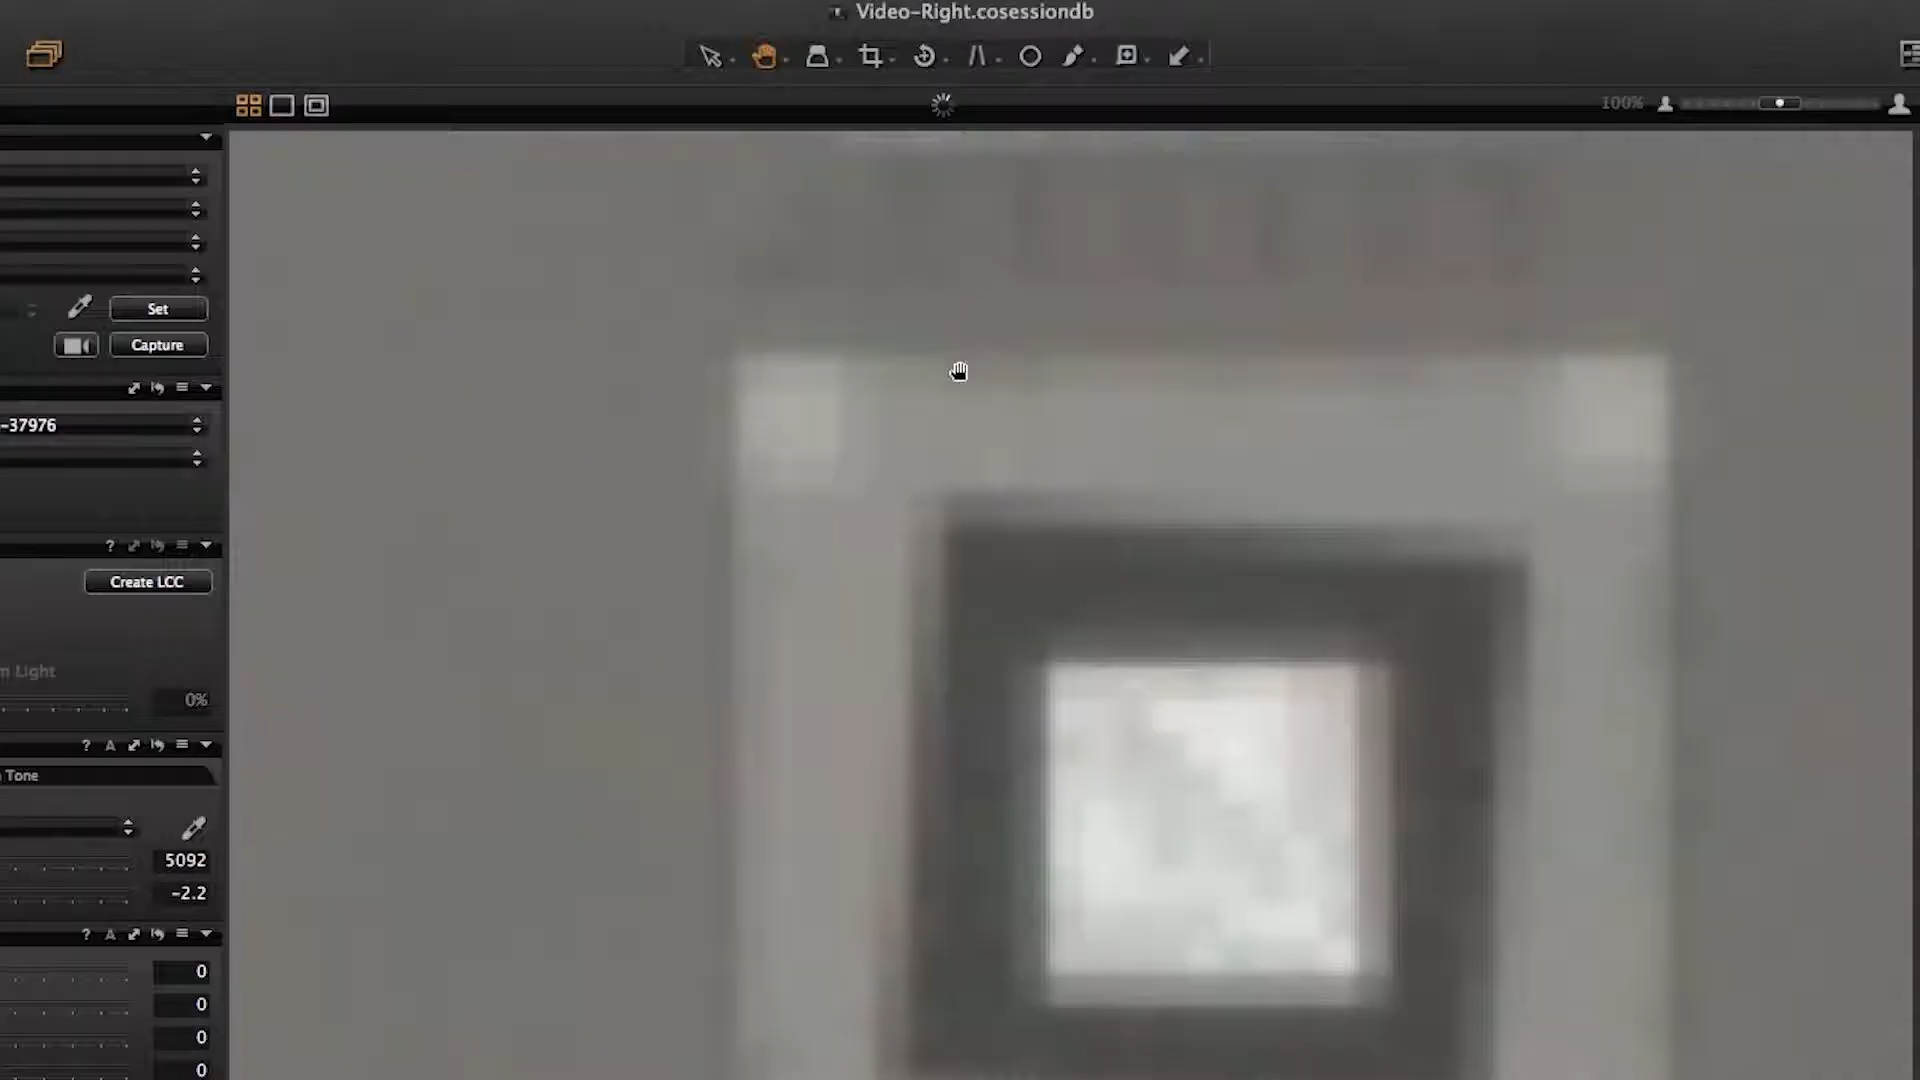 Video-Right.cosessiondb
100%
Set
Capture
-37976
? 
Create LCC
m Light
0%
? A
Tone
5092
-2.2
? A
0
0
0
0